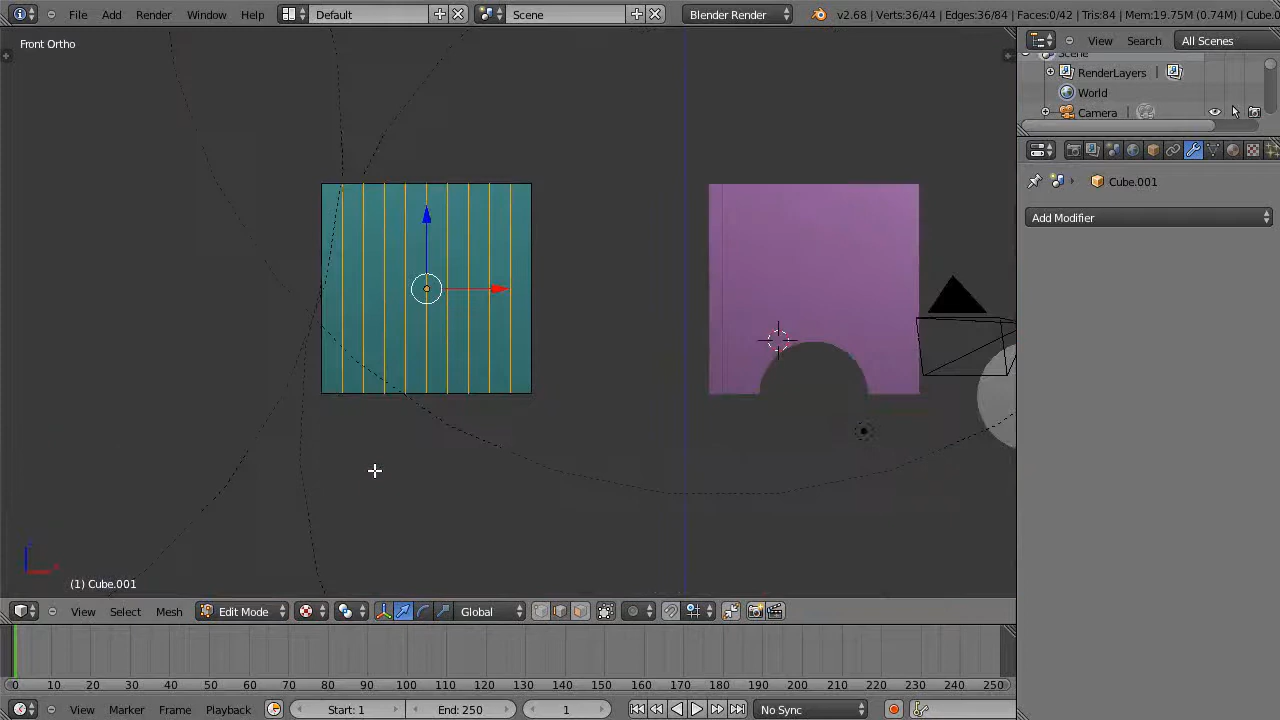 File Add Render Window Help Default Scene Blender Render v2.68 | Verts:36/44 | Edges:36/84 | Faces:0/42 | Tris:84 | Mem:19.75M (0.74M) | Cube.0
Front Ortho
View Search All Scenes
Scene
RenderLayers
World
Camera
Cube.001
Add Modifier
(1) Cube.001
View Select Mesh Edit Mode Global
0 10 20 30 40 50 60 70 80 90 100 110 120 130 140 150 160 170 180 190 200 210 220 230 240 250
View Marker Frame Playback Start: 1 End: 250 1 No Sync